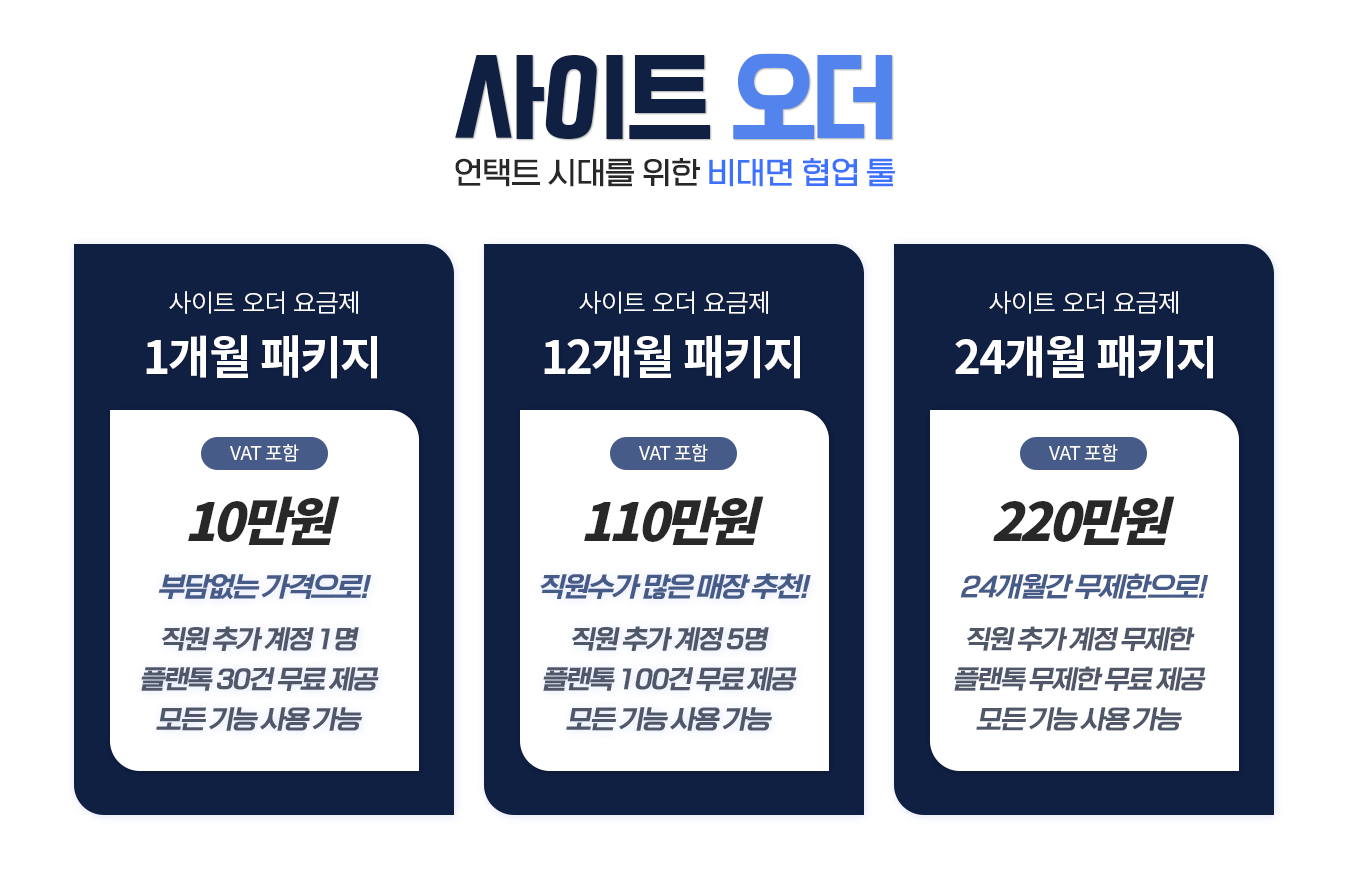 사이트 오더
언택트 시대를 위한 비대면 협업 툴
사이트 오더 요금제
1개월 패키지
VAT 포함
10만원
부담없는 가격으로!
직원 추가 계정 1명
플랜톡 30건 무료 제공
모든 기능 사용 가능
사이트 오더 요금제
12개월 패키지
VAT 포함
110만원
직원수가 많은 매장 추천!
직원 추가 계정 5명
플랜톡 100건 무료 제공
모든 기능 사용 가능
사이트 오더 요금제
24개월 패키지
VAT 포함
220만원
24개월간 무제한으로!
직원 추가 계정 무제한
플랜톡 무제한 무료 제공
모든 기능 사용 가능